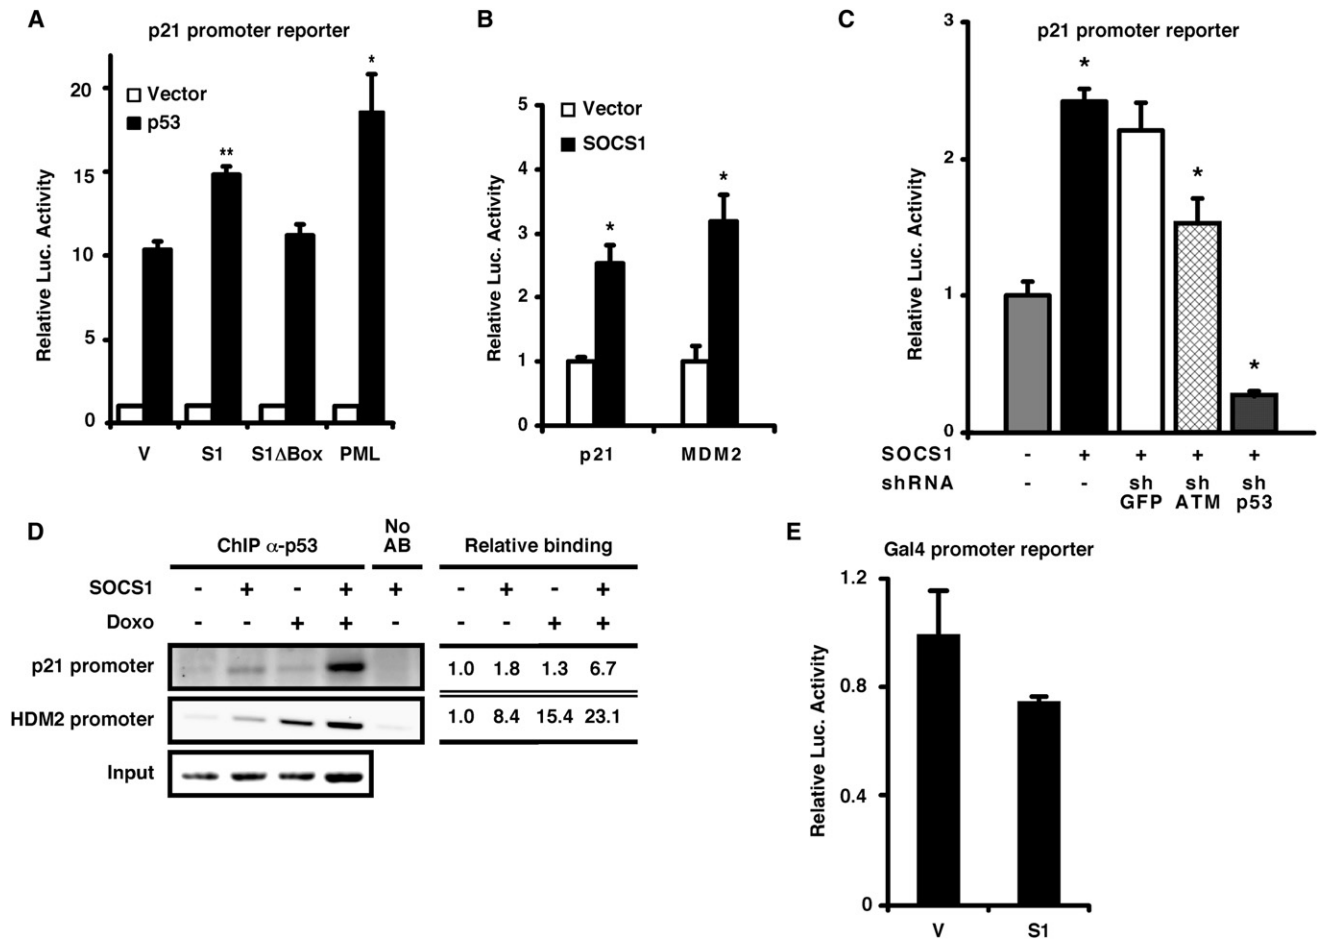 A
p21 promoter reporter
Relative Luc. Activity
20
15
10
5
0
Vector
p53
**
*
V S1 S1ΔBox PML
B
Relative Luc. Activity
5
4
3
2
1
0
Vector
SOCS1
*
*
p21 MDM2
C
p21 promoter reporter
Relative Luc. Activity
3
2
1
0
*
*
*
SOCS1 - + + + +
shRNA - - sh sh sh
GFP ATM p53
D
ChIP α-p53 No AB Relative binding
SOCS1 - + - + + - + - +
Doxo - - + + - - - + +
p21 promoter 1.0 1.8 1.3 6.7
HDM2 promoter 1.0 8.4 15.4 23.1
Input
E
Gal4 promoter reporter
Relative Luc. Activity
1.2
0.8
0.4
0
V S1